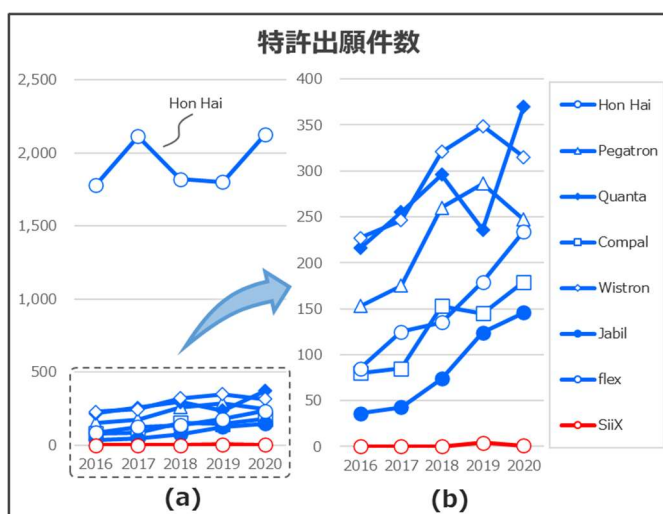 特許出願件数
2,500
2,000
1,500
1,000
500
0
2016 2017 2018 2019 2020
Hon Hai
(a)
400
350
300
250
200
150
100
50
0
2016 2017 2018 2019 2020
(b)
Hon Hai
Pegatron
Quanta
Compal
Wistron
Jabil
flex
SiiX